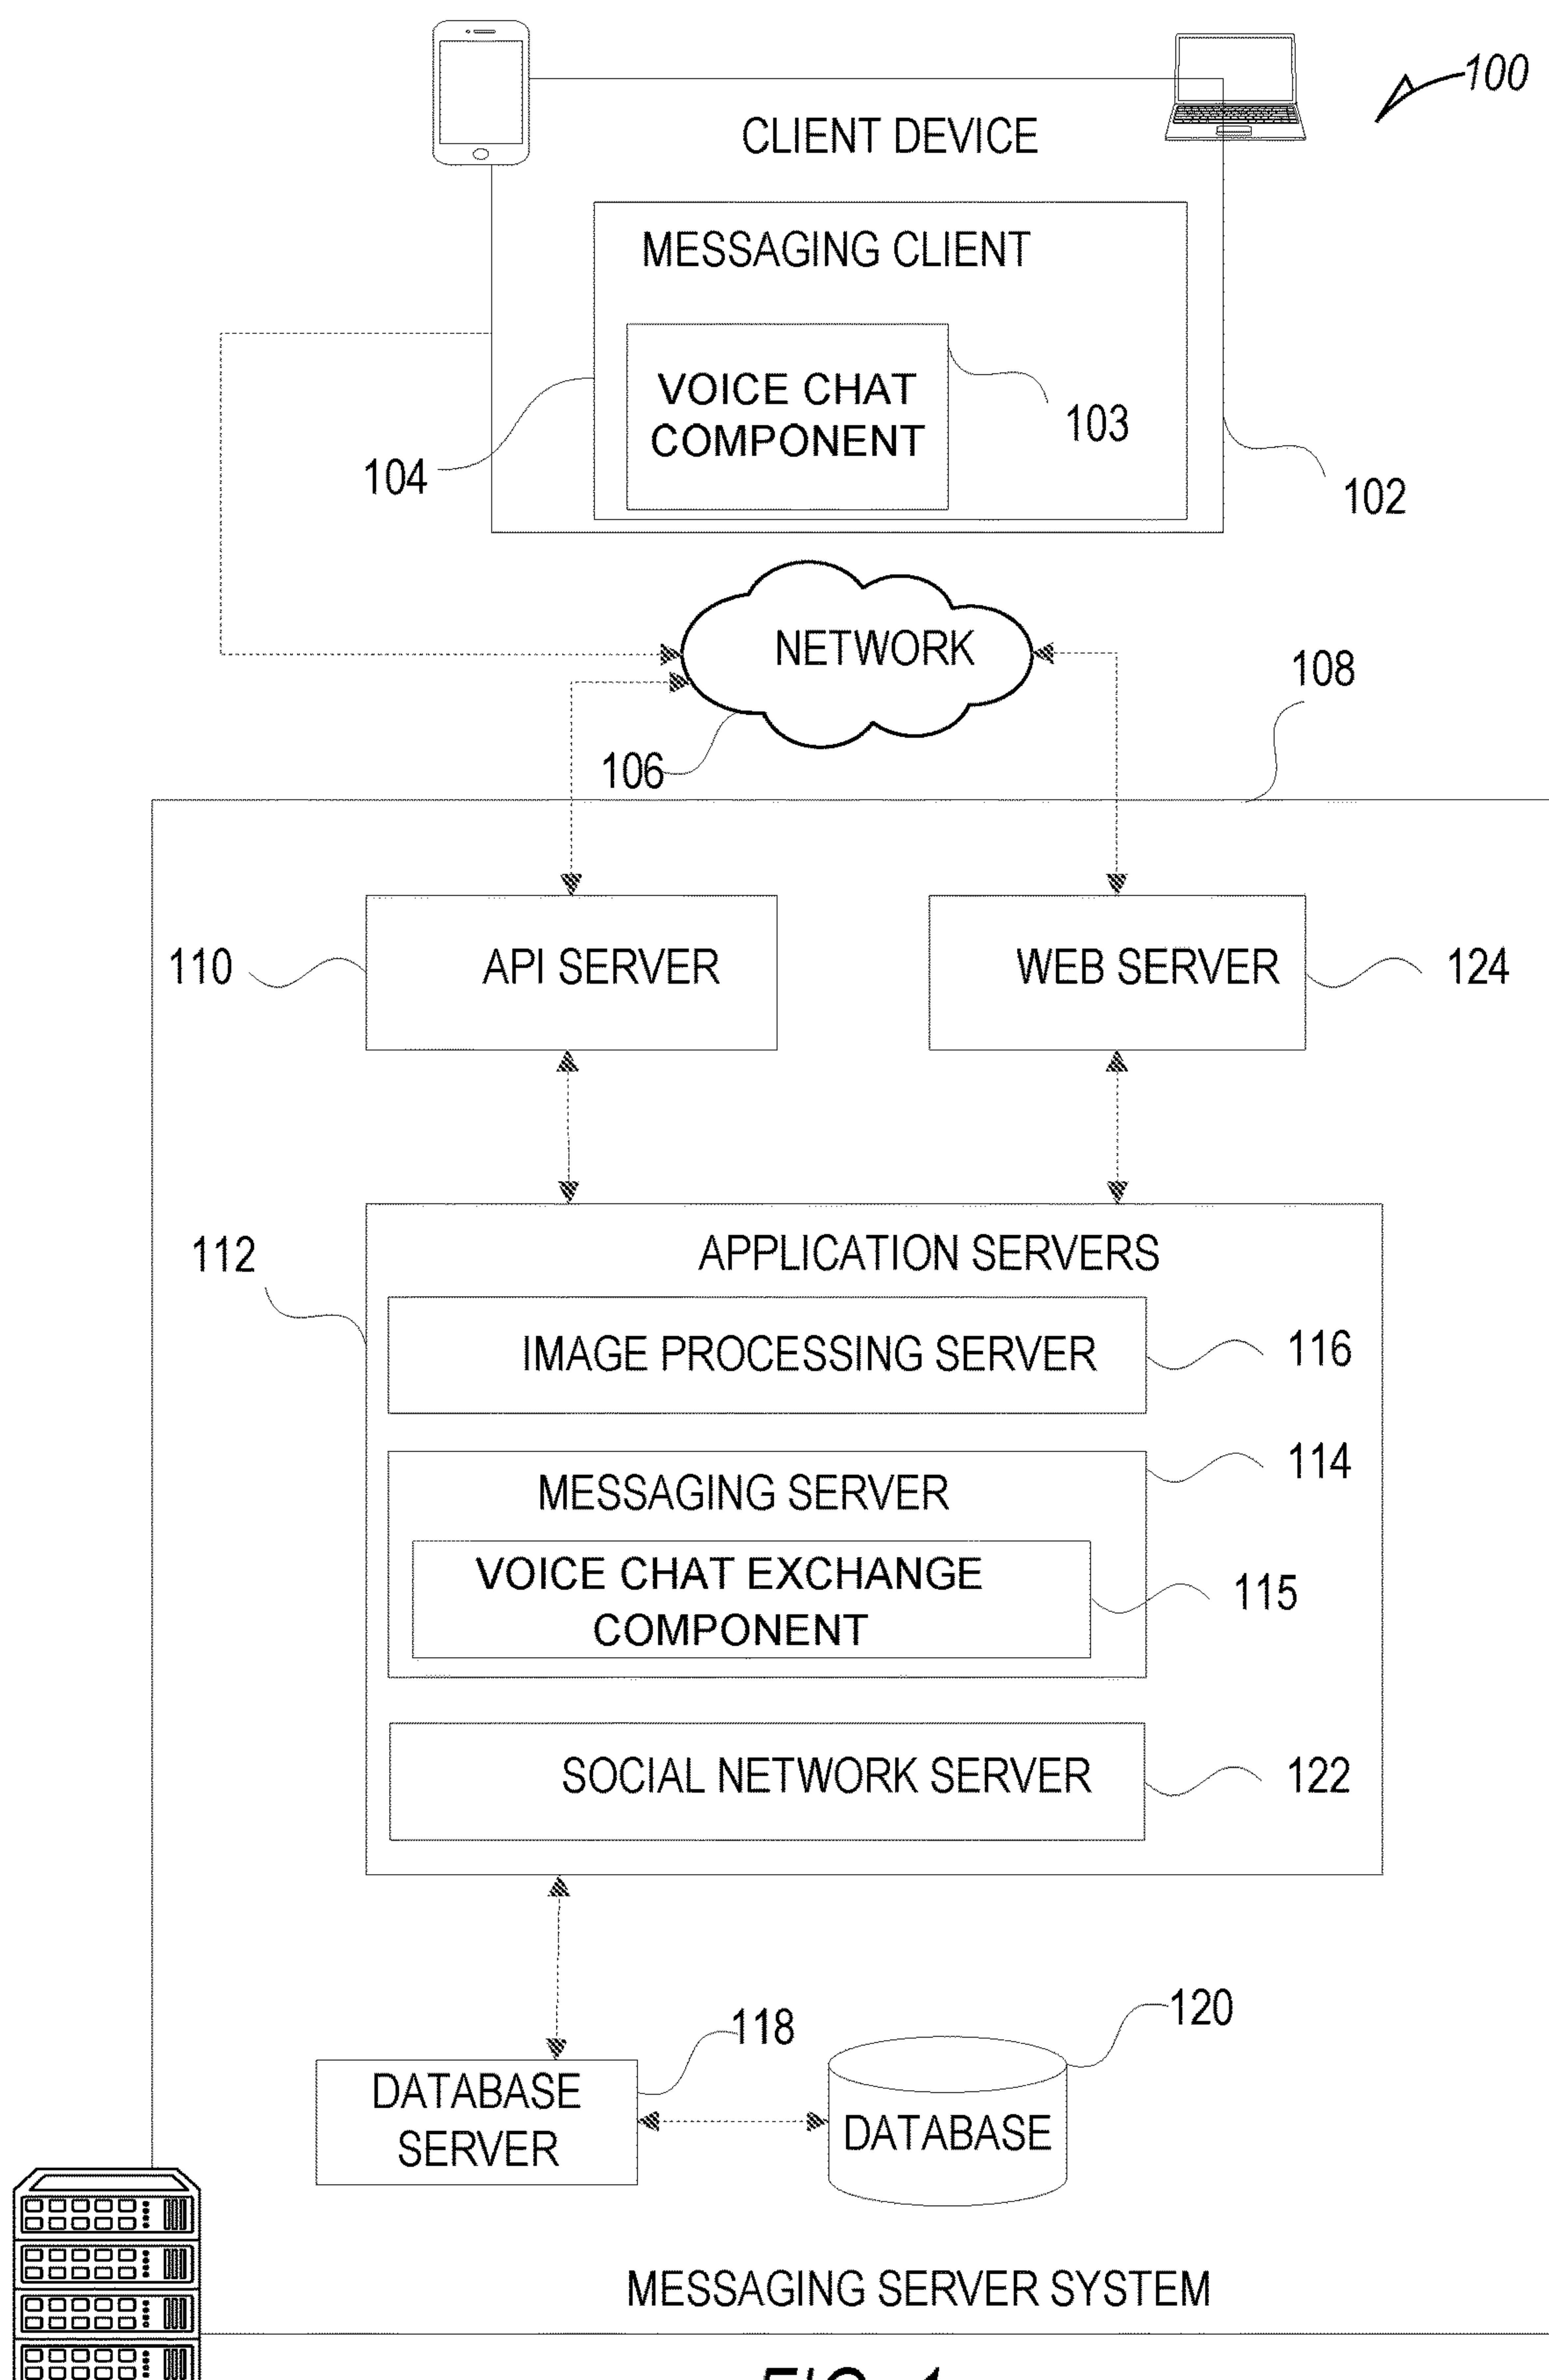 100
CLIENT DEVICE
MESSAGING CLIENT
VOICE CHAT
COMPONENT
103
104
102
NETWORK
108
106
110
API SERVER
WEB SERVER
124
112
APPLICATION SERVERS
IMAGE PROCESSING SERVER
116
114
MESSAGING SERVER
VOICE CHAT EXCHANGE
COMPONENT
115
SOCIAL NETWORK SERVER
122
118
120
DATABASE
SERVER
DATABASE
MESSAGING SERVER SYSTEM
FIG. 1